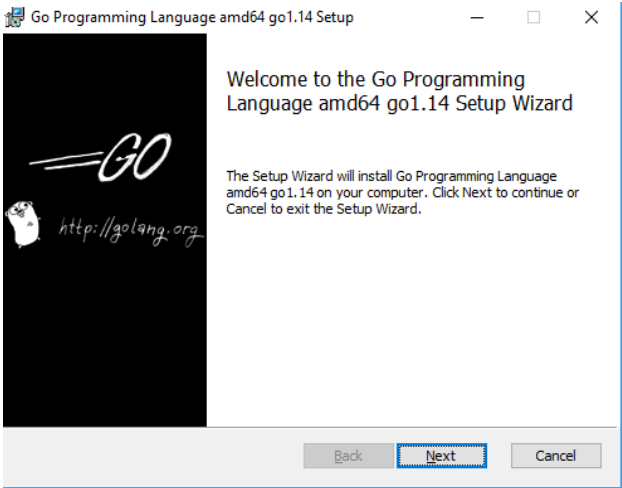 Go Programming Language amd64 go1.14 Setup
Welcome to the Go Programming
Language amd64 go1.14 Setup Wizard
GO
http://golang.org
The Setup Wizard will install Go Programming Language
amd64 go1.14 on your computer. Click Next to continue or
Cancel to exit the Setup Wizard.
Back
Next
Cancel